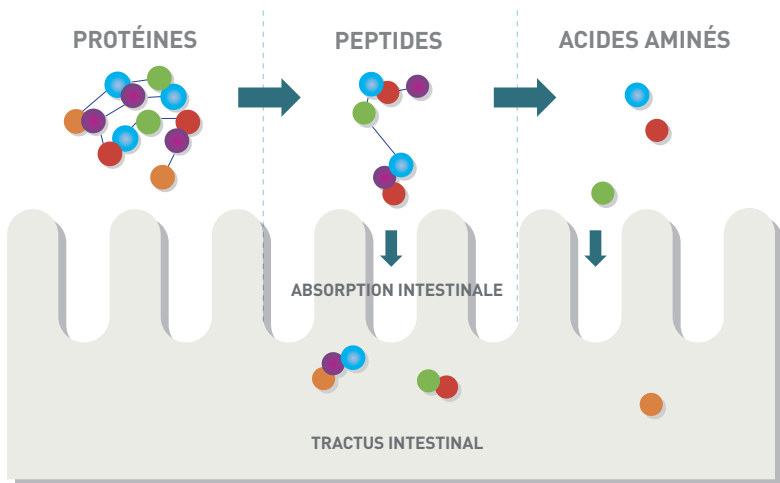 PROTÉINES
PEPTIDES
ACIDES AMINÉS
ABSORPTION INTESTINALE
TRACTUS INTESTINAL